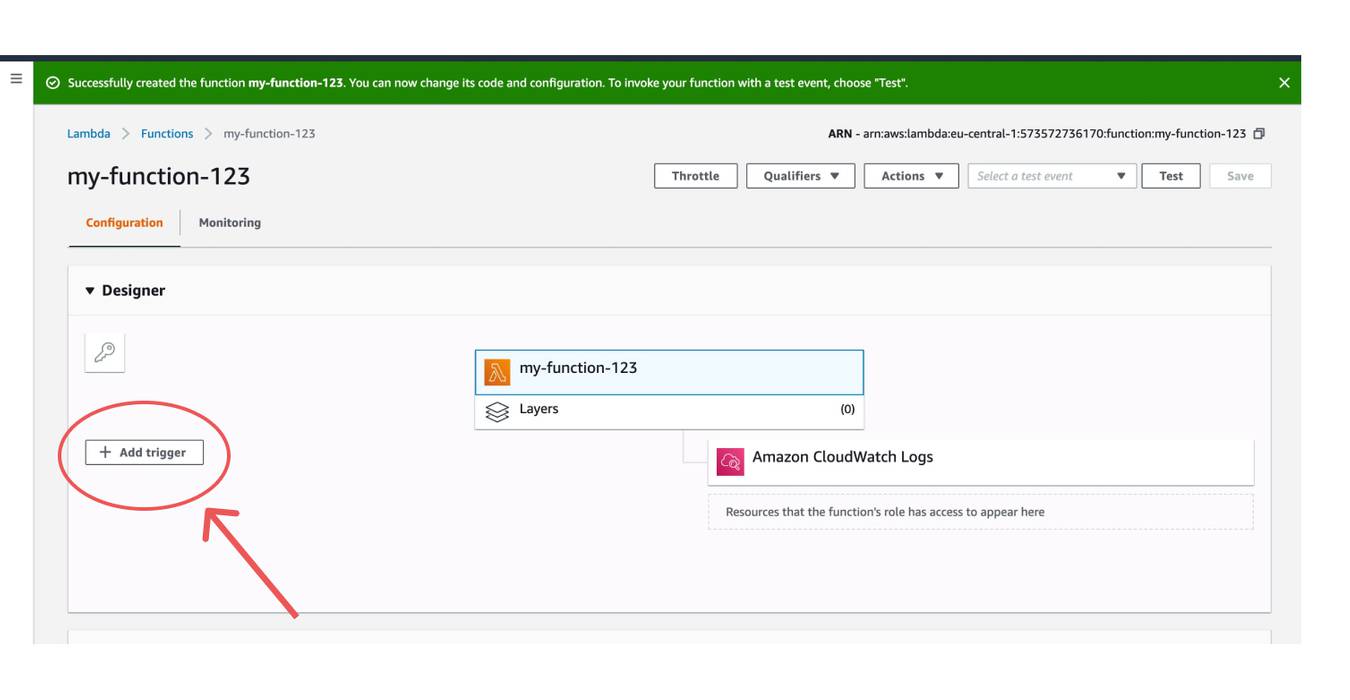 Successfully created the function my-function-123. You can now change its code and configuration. To invoke your function with a test event, choose "Test".
Lambda > Functions > my-function-123
ARN - arn:aws:lambda:eu-central-1:573572736170:function:my-function-123
my-function-123
Throttle
Qualifiers
Actions
Select a test event
Test
Save
Configuration
Monitoring
Designer
my-function-123
Layers
(0)
+ Add trigger
Amazon CloudWatch Logs
Resources that the function's role has access to appear here